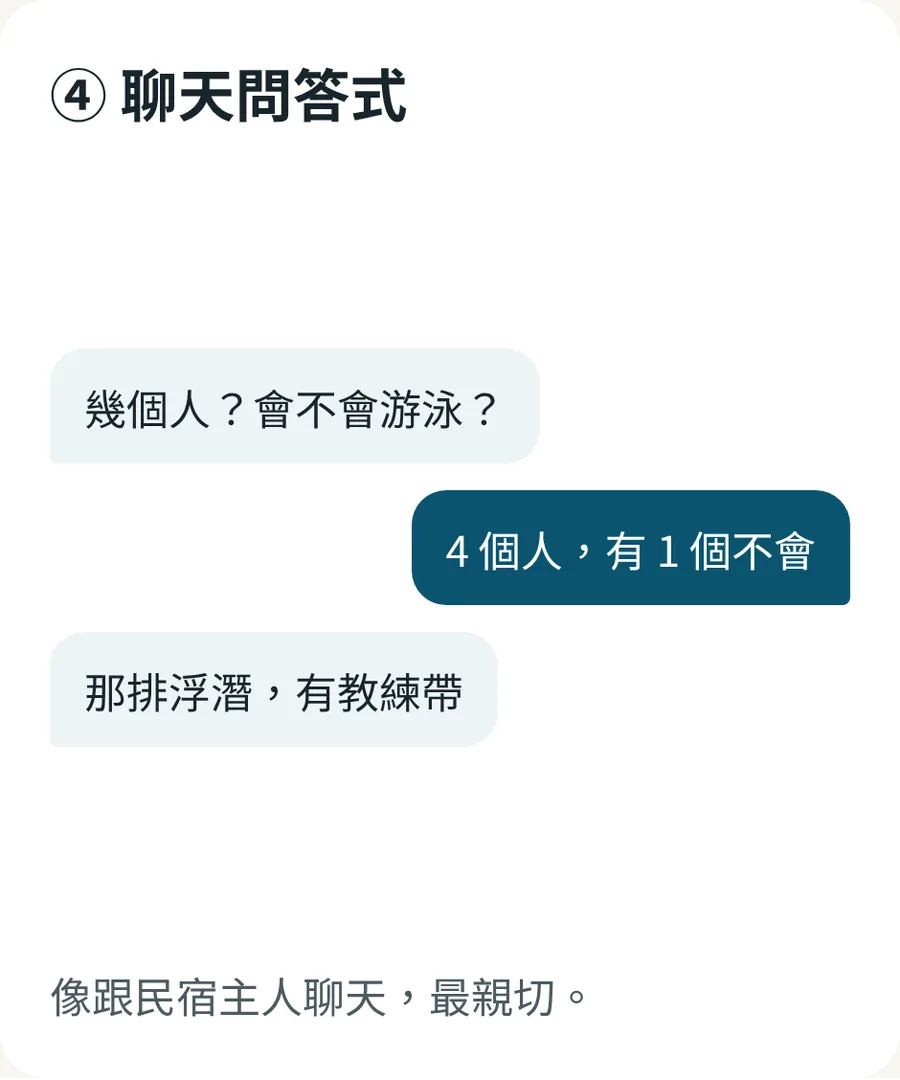 ④ 聊天問答式
幾個人？會不會游泳？
4 個人，有 1 個不會
那排浮潛，有教練帶
像跟民宿主人聊天，最親切。